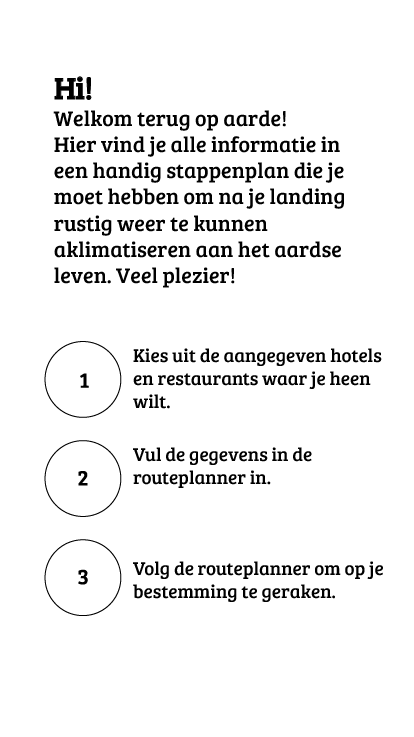 Hi!
Welkom terug op aarde!
Hier vind je alle informatie in
een handig stappenplan die je
moet hebben om na je landing
rustig weer te kunnen
aklimatiseren aan het aardse
leven. Veel plezier!
1
Kies uit de aangegeven hotels
en restaurants waar je heen
wilt.
2
Vul de gegevens in de
routeplanner in.
3
Volg de routeplanner om op je
bestemming te geraken.